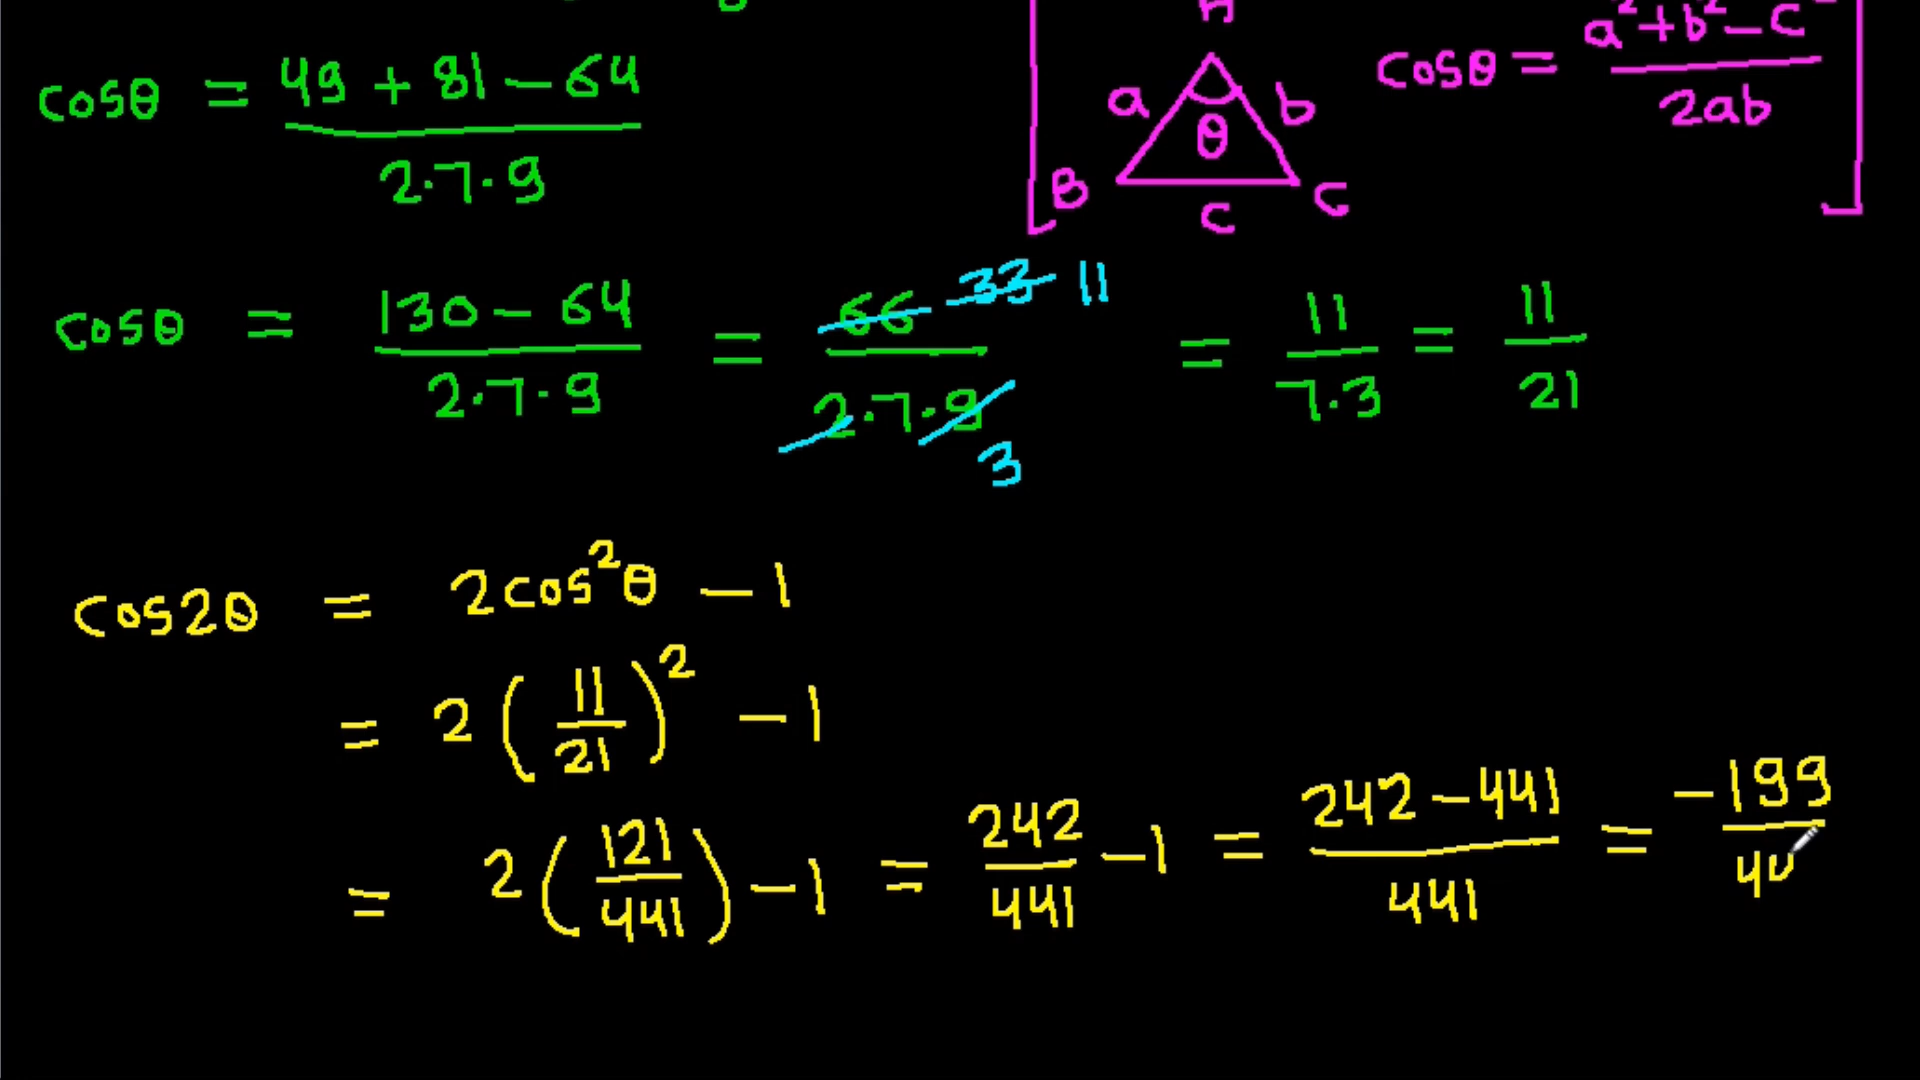 cosθ = (49 + 81 - 64)/(2·7·9)
A
a θ b
B c C
cosθ = (a²+b²-c²)/(2ab)
cosθ = (130 - 64)/(2·7·9) = 66/(2·7·9) = 11/(7·3) = 11/21
33 11
3
cos2θ = 2cos²θ - 1
= 2(11/21)² - 1
= 2(121/441) - 1 = 242/441 - 1 = (242 - 441)/441 = -199/44